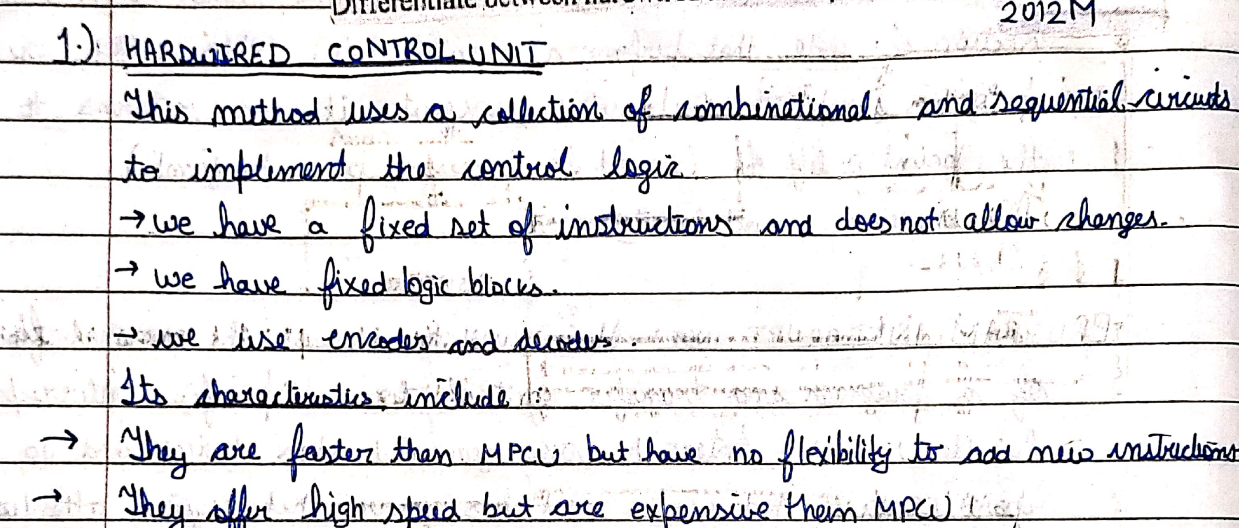 Differentiate between hardwired
2012M
1.) HARDWIRED CONTROL UNIT
This method uses a collection of combinational and sequential circuits
to implement the control logic
→ we have a fixed set of instructions and does not allow changes.
→ we have fixed logic blocks.
→ we use encoders and decoders.
Its characteristics include :
→ They are faster than MPCU but have no flexibility to add new instructions
→ They offer high speed but are expensive them MPCU